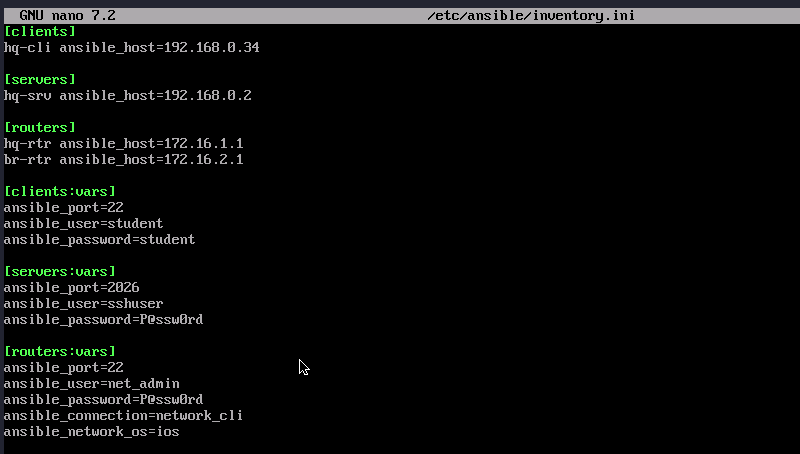 GNU nano 7.2 /etc/ansible/inventory.ini
[clients]
hq-cli ansible_host=192.168.0.34
[servers]
hq-srv ansible_host=192.168.0.2
[routers]
hq-rtr ansible_host=172.16.1.1
br-rtr ansible_host=172.16.2.1
[clients:vars]
ansible_port=22
ansible_user=student
ansible_password=student
[servers:vars]
ansible_port=2026
ansible_user=sshuser
ansible_password=P@ssw0rd
[routers:vars]
ansible_port=22
ansible_user=net_admin
ansible_password=P@ssw0rd
ansible_connection=network_cli
ansible_network_os=ios